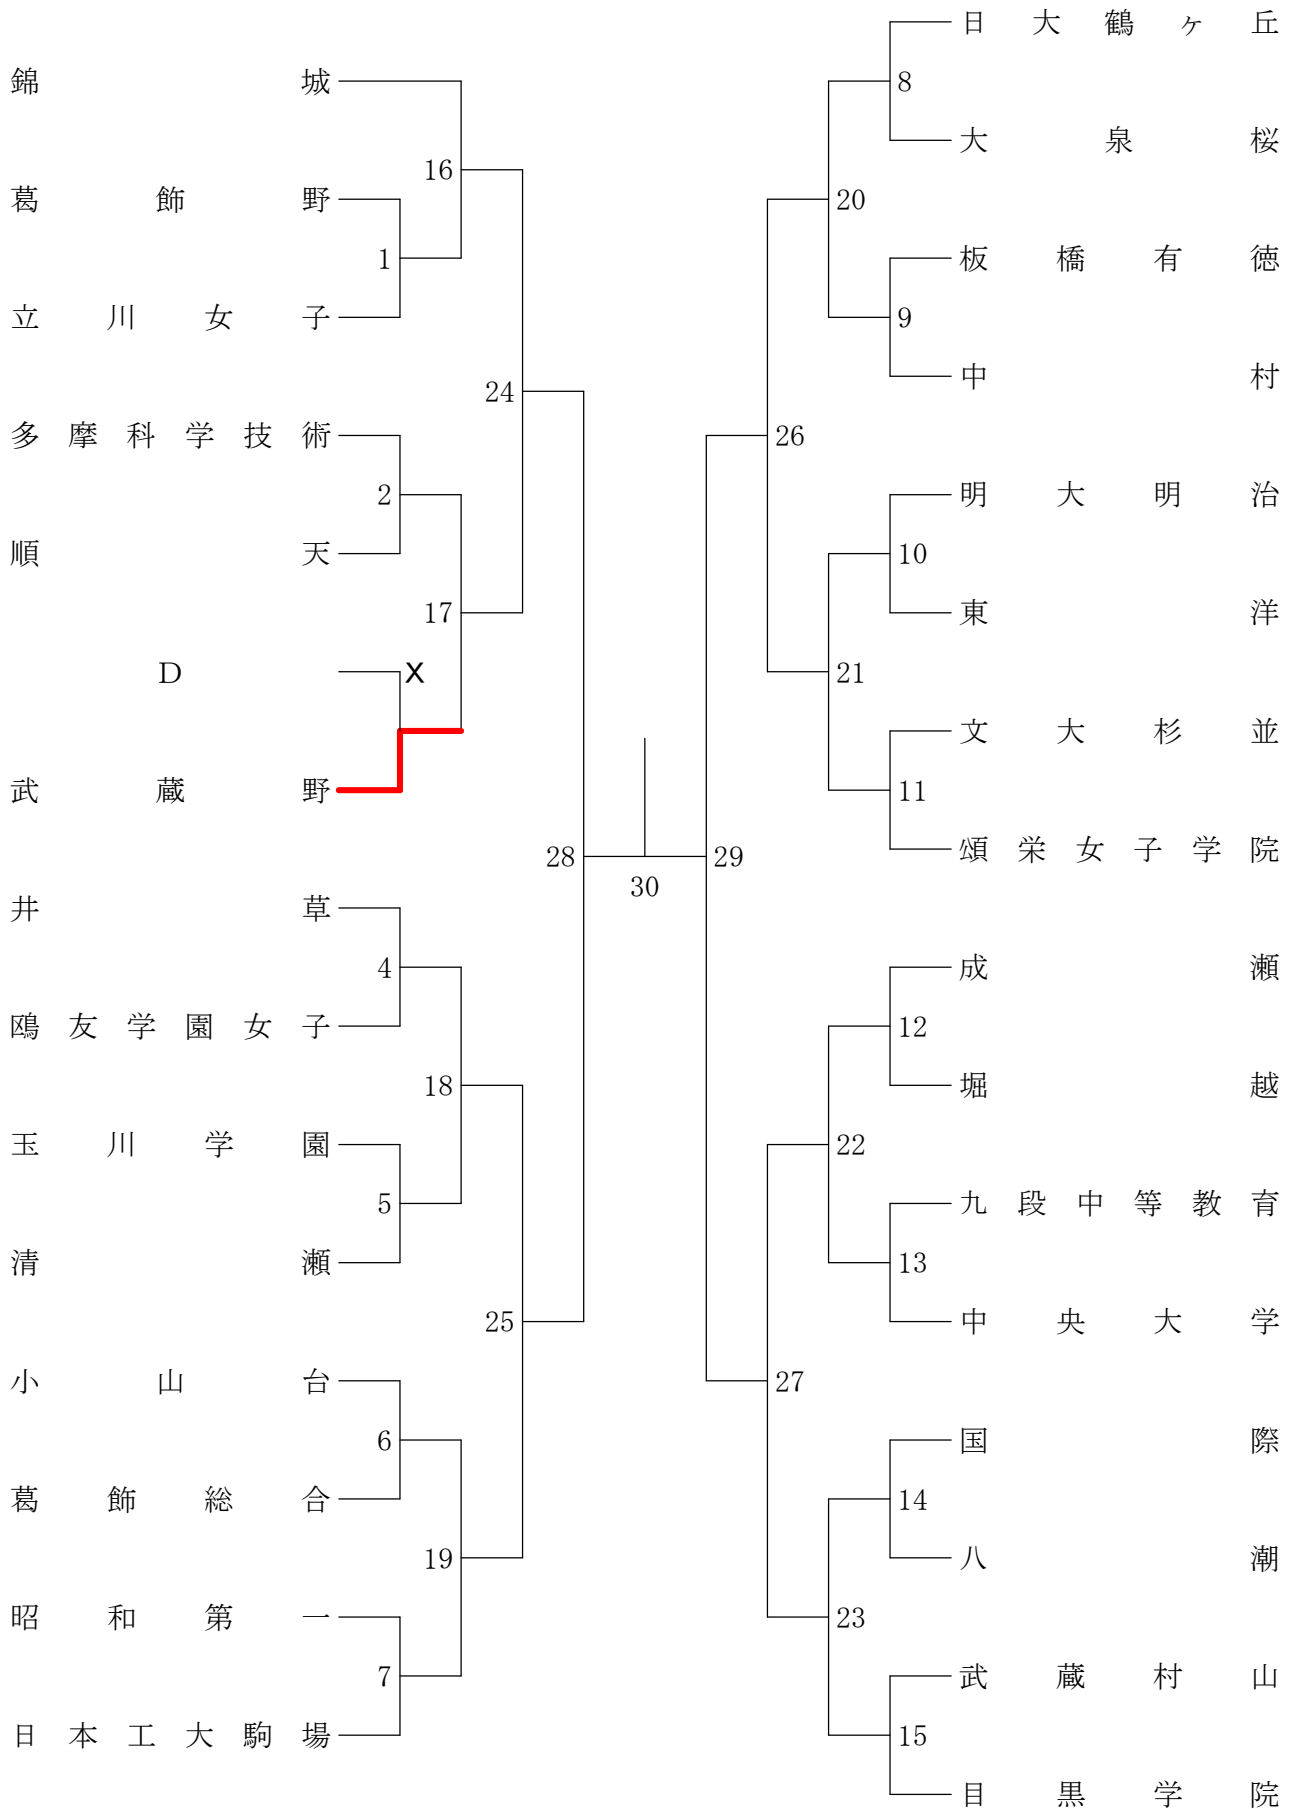 錦城
葛飾野
立川女子
多摩科学技術
順天
D
武蔵野
井草
鴎友学園女子
玉川学園
清瀬
小山台
葛飾総合
昭和第一
日本工大駒場
1
2
X
4
5
6
7
16
17
18
19
24
25
28
30
29
26
27
20
21
22
23
8
9
10
11
12
13
14
15
日大鶴ヶ丘
大泉桜
板橋有徳
中村
明大明治
東洋
文大杉並
頌栄女子学院
成瀬
堀越
九段中等教育
中央大学
国際
八潮
武蔵村山
目黒学院